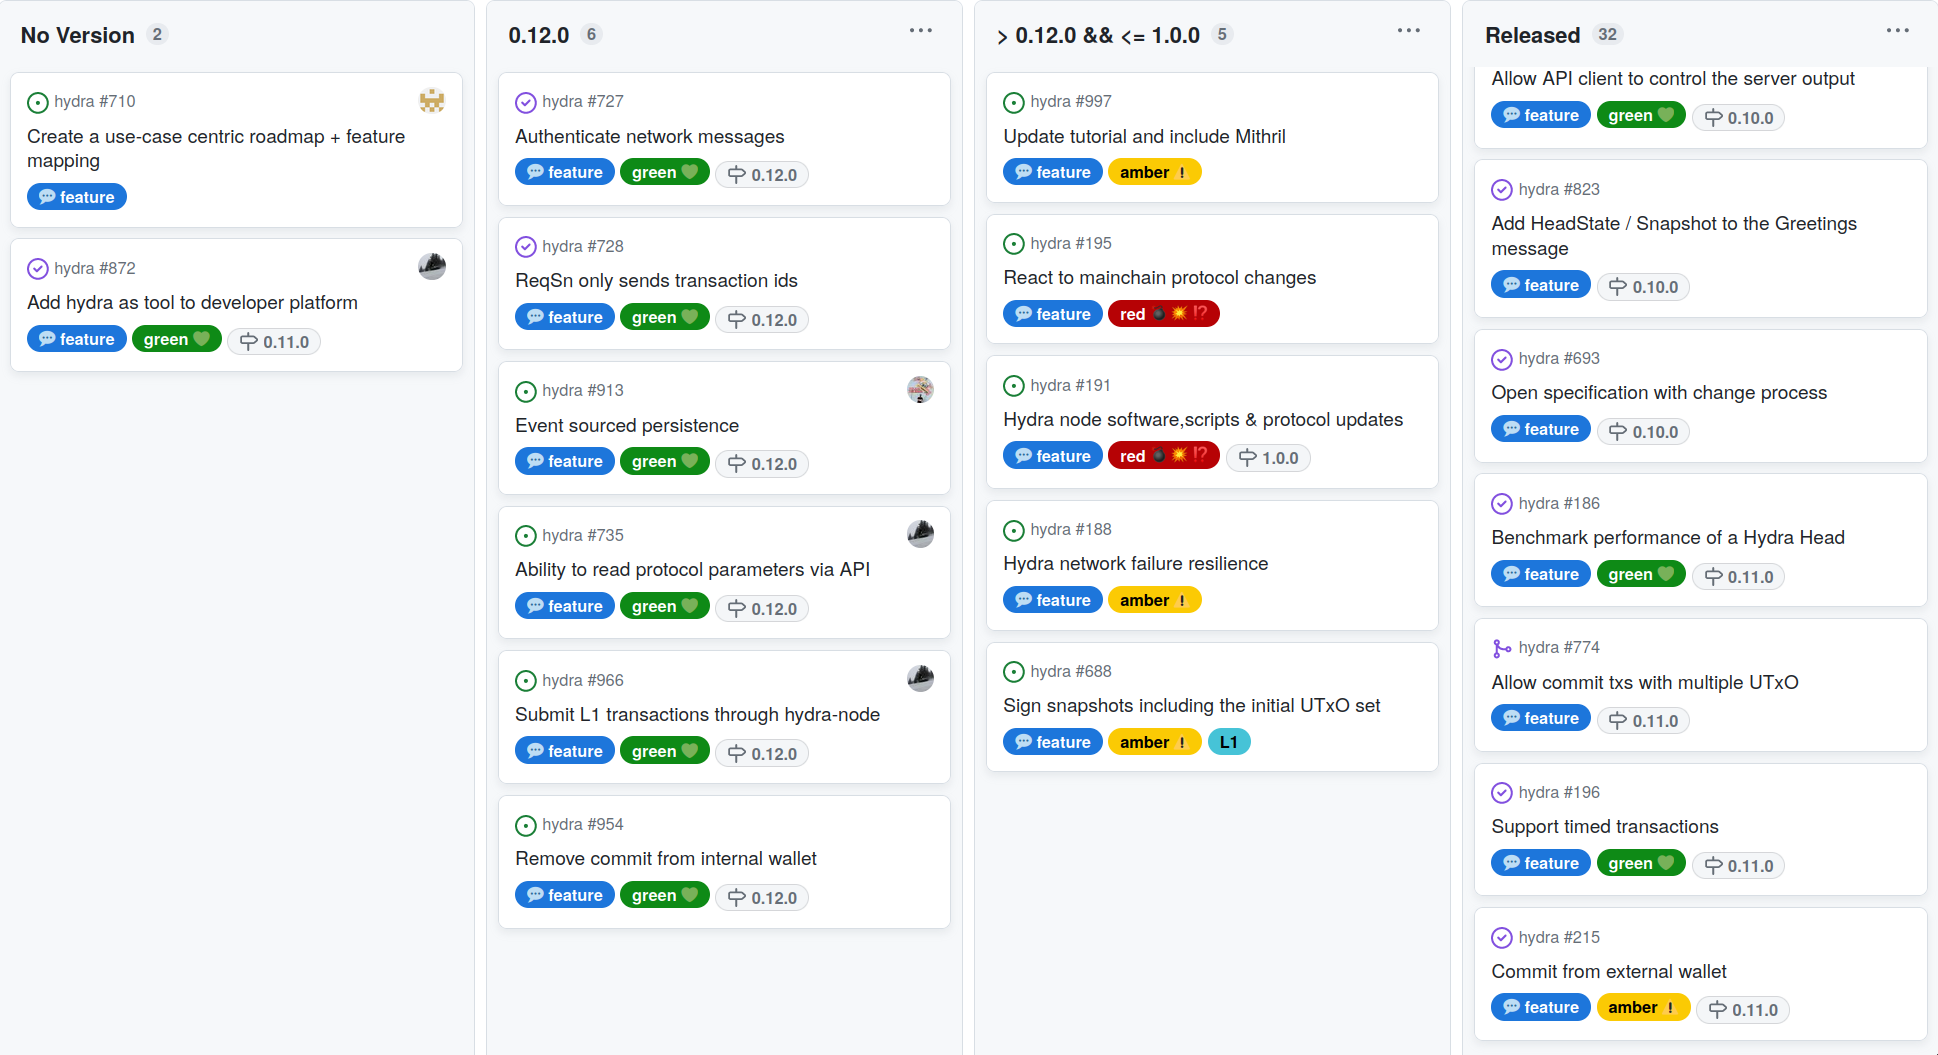 No Version 2
hydra #710
Create a use-case centric roadmap + feature
mapping
feature
hydra #872
Add hydra as tool to developer platform
feature green 0.11.0
0.12.0 6
hydra #727
Authenticate network messages
feature green 0.12.0
hydra #728
ReqSn only sends transaction ids
feature green 0.12.0
hydra #913
Event sourced persistence
feature green 0.12.0
hydra #735
Ability to read protocol parameters via API
feature green 0.12.0
hydra #966
Submit L1 transactions through hydra-node
feature green 0.12.0
hydra #954
Remove commit from internal wallet
feature green 0.12.0
> 0.12.0 && <= 1.0.0 5
hydra #997
Update tutorial and include Mithril
feature amber
hydra #195
React to mainchain protocol changes
feature red
hydra #191
Hydra node software,scripts & protocol updates
feature red 1.0.0
hydra #188
Hydra network failure resilience
feature amber
hydra #688
Sign snapshots including the initial UTxO set
feature amber L1
Released 32
Allow API client to control the server output
feature green 0.10.0
hydra #823
Add HeadState / Snapshot to the Greetings
message
feature 0.10.0
hydra #693
Open specification with change process
feature 0.10.0
hydra #186
Benchmark performance of a Hydra Head
feature green 0.11.0
hydra #774
Allow commit txs with multiple UTxO
feature 0.11.0
hydra #196
Support timed transactions
feature green 0.11.0
hydra #215
Commit from external wallet
feature amber 0.11.0